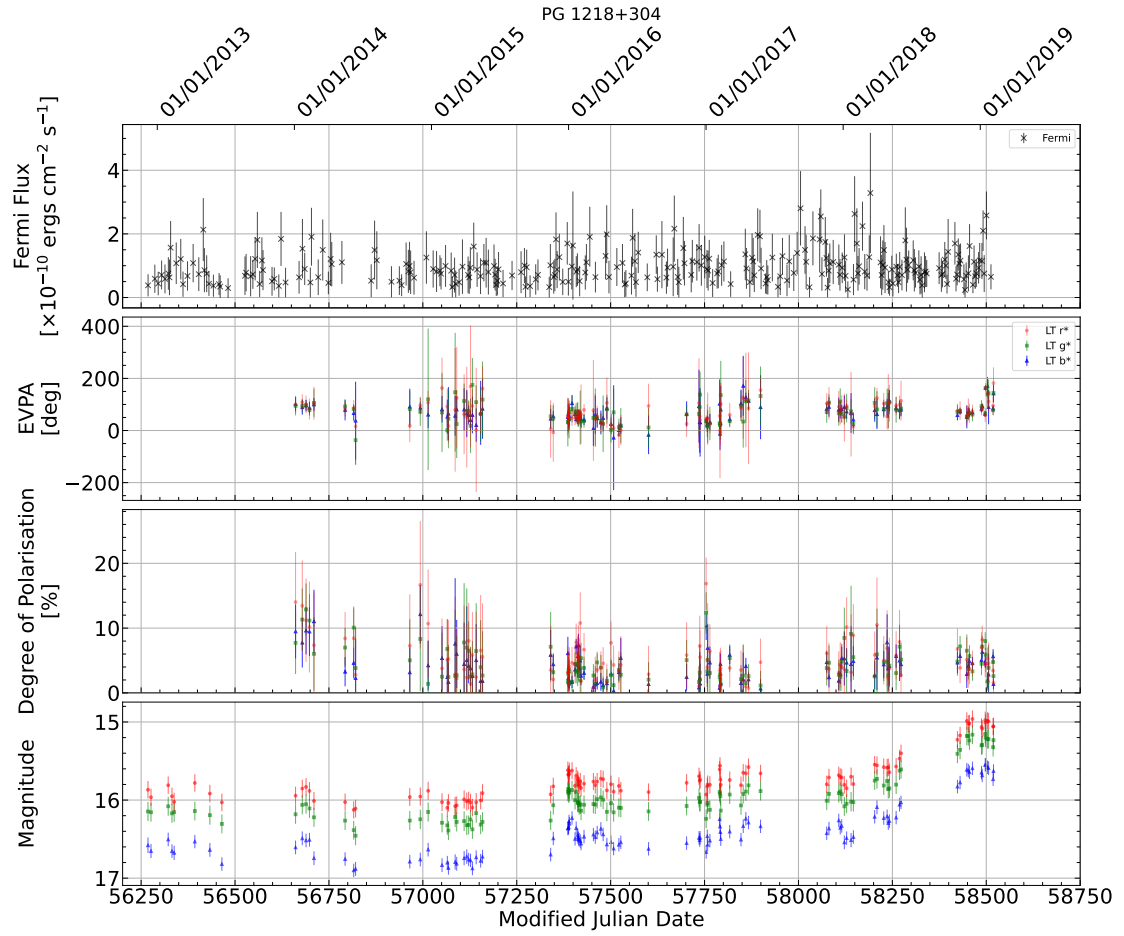 PG 1218+304
01/01/2013
01/01/2014
01/01/2015
01/01/2016
01/01/2017
01/01/2018
01/01/2019
Fermi Flux
[×10⁻¹⁰ ergs cm⁻² s⁻¹]
4
2
0
Fermi
EVPA
[deg]
400
200
0
−200
LT r*
LT g*
LT b*
Degree of Polarisation
[%]
20
10
0
Magnitude
15
16
17
56250
56500
56750
57000
57250
57500
57750
58000
58250
58500
58750
Modified Julian Date